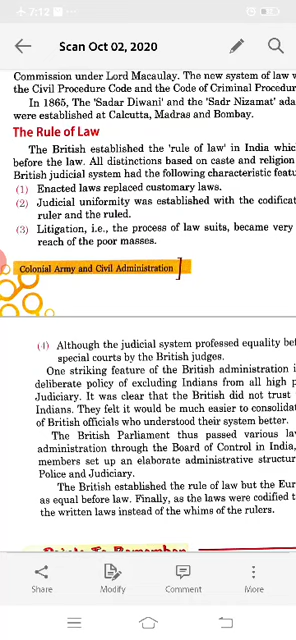 7:12
Scan Oct 02, 2020
Commission under Lord Macaulay. The new system of law
the Civil Procedure Code and the Code of Criminal Procedur
In 1865, The 'Sadar Diwani' and the 'Sadr Nizamat' ada
were established at Calcutta, Madras and Bombay.
The Rule of Law
The British established the 'rule of law' in India whic
before the law. All distinctions based on caste and religion
British judicial system had the following characteristic featu
(1) Enacted laws replaced customary laws.
(2) Judicial uniformity was established with the codificat
ruler and the ruled.
(3) Litigation, i.e., the process of law suits, became very
reach of the poor masses.
Colonial Army and Civil Administration
(4) Although the judicial system professed equality bef
special courts by the British judges.
One striking feature of the British administration i
deliberate policy of excluding Indians from all high p
Judiciary. It was clear that the British did not trust
Indians. They felt it would be much easier to consolidat
of British officials who understood their system better.
The British Parliament thus passed various la
administration through the Board of Control in India,
members set up an elaborate administrative structur
Police and Judiciary.
The British established the rule of law but the Eur
as equal before law. Finally, as the laws were codified t
the written laws instead of the whims of the rulers.
Points To Remember
Share Modify Comment More